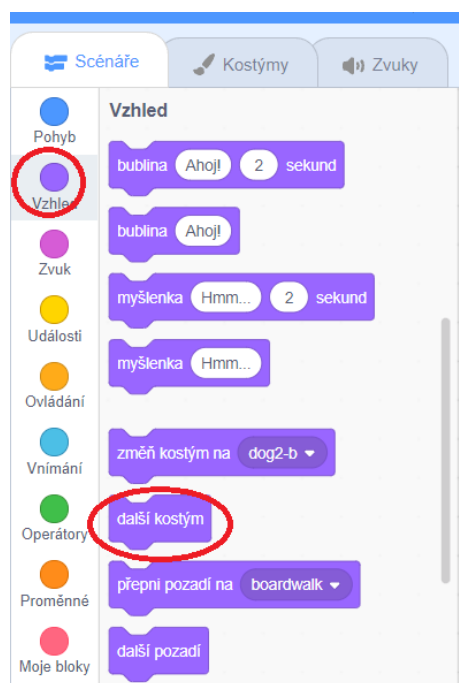 Scénáře
Kostýmy
Zvuky
Pohyb
Vzhled
Zvuk
Události
Ovládání
Vnímání
Operátory
Proměnné
Moje bloky
Vzhled
bublina Ahoj! 2 sekund
bublina Ahoj!
myšlenka Hmm... 2 sekund
myšlenka Hmm...
změň kostým na dog2-b
další kostým
přepni pozadí na boardwalk
další pozadí